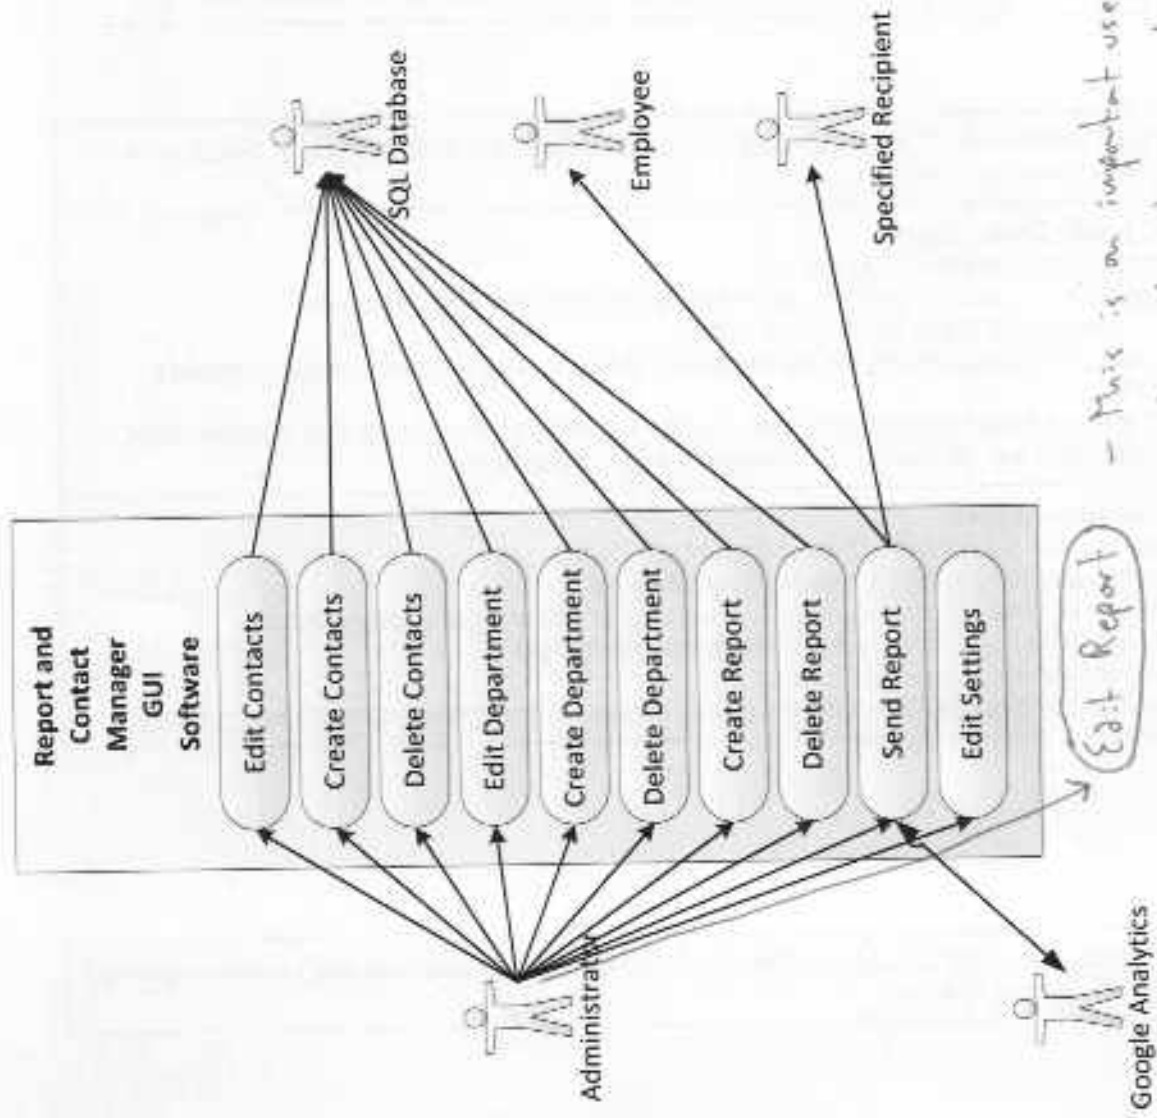 Report and
Contact
Manager
GUI
Software
Edit Contacts
Create Contacts
Delete Contacts
Edit Department
Create Department
Delete Department
Create Report
Delete Report
Send Report
Edit Settings
Administrator
Google Analytics
SQL Database
Employee
Specified Recipient
Edit Report
- This is an important use